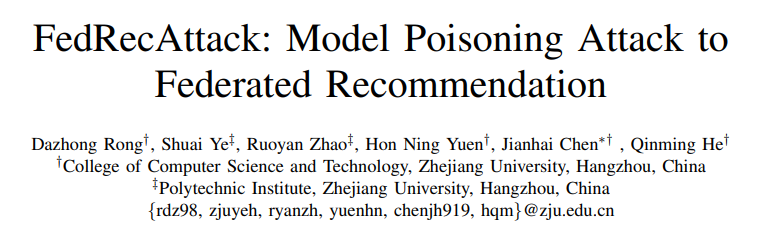 FedRecAttack: Model Poisoning Attack to
Federated Recommendation
Dazhong Rong†, Shuai Ye‡, Ruoyan Zhao‡, Hon Ning Yuen†, Jianhai Chen∗† , Qinming He†
†College of Computer Science and Technology, Zhejiang University, Hangzhou, China
‡Polytechnic Institute, Zhejiang University, Hangzhou, China
{rdz98, zjuyeh, ryanzh, yuenhn, chenjh919, hqm}@zju.edu.cn